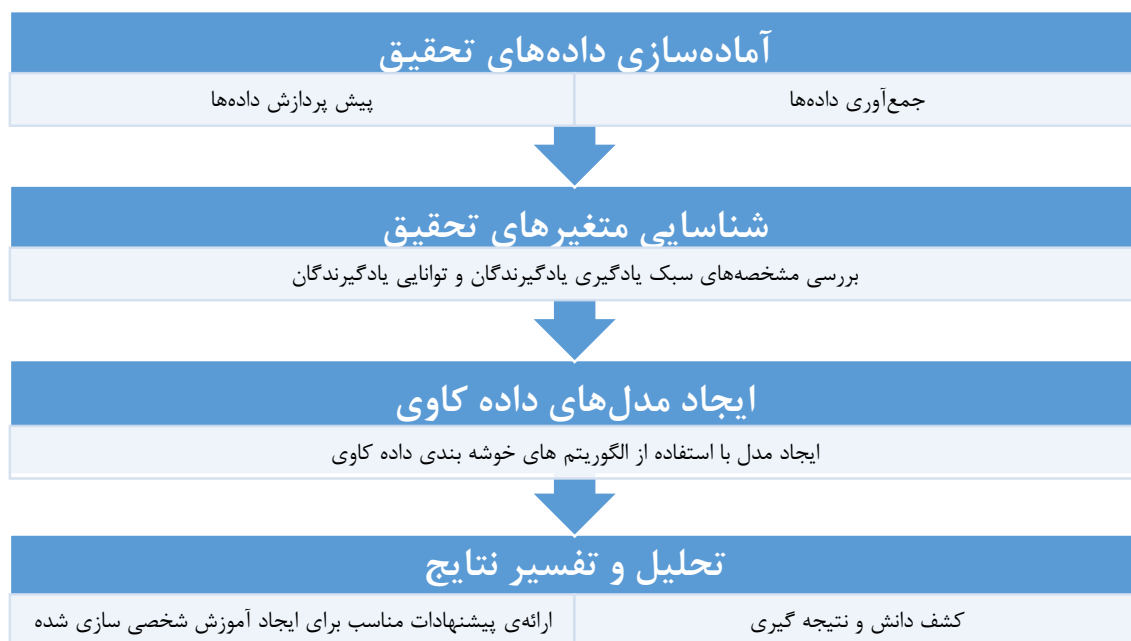 آماده‌سازی داده‌های تحقیق
جمع‌آوری داده‌ها
پیش پردازش داده‌ها
شناسایی متغیرهای تحقیق
بررسی مشخصه‌های سبک یادگیری یادگیرندگان و توانایی یادگیرندگان
ایجاد مدل‌های داده کاوی
ایجاد مدل با استفاده از الگوریتم های خوشه بندی داده کاوی
تحلیل و تفسیر نتایج
کشف دانش و نتیجه گیری
ارائه‌ی پیشنهادات مناسب برای ایجاد آموزش شخصی سازی شده